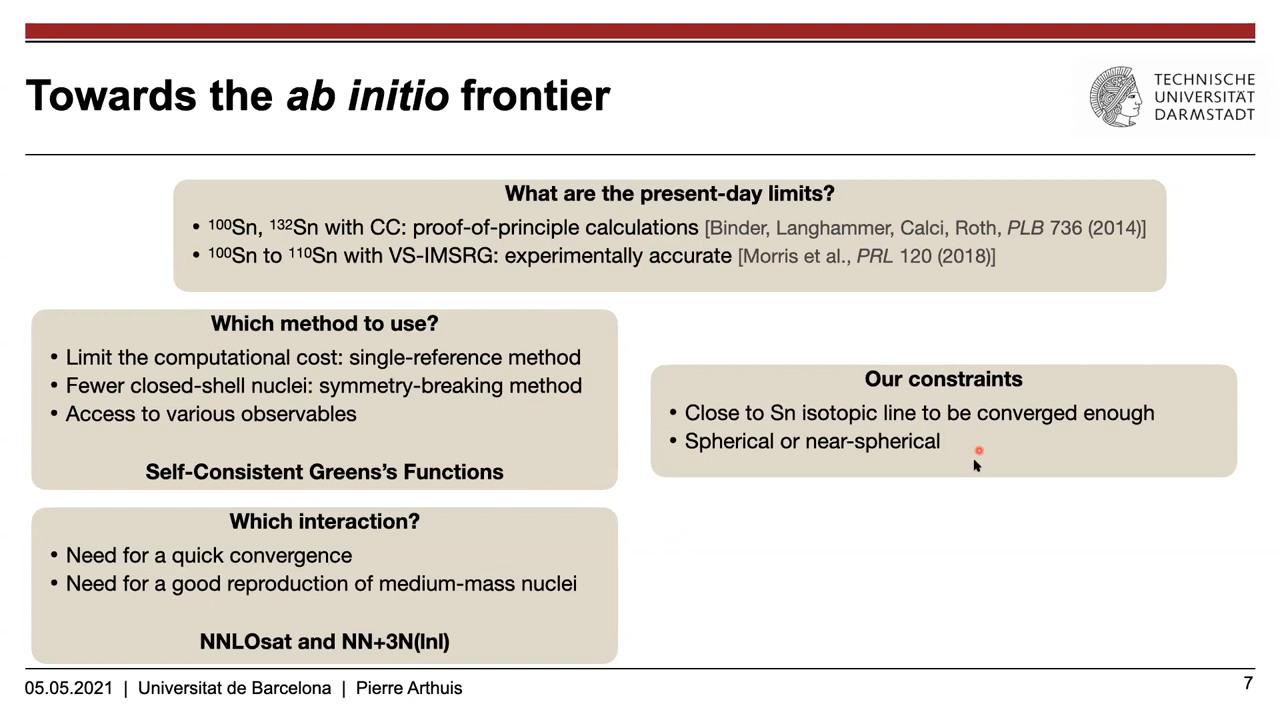 Towards the ab initio frontier
TECHNISCHE
UNIVERSITÄT
DARMSTADT
What are the present-day limits?
• ¹⁰⁰Sn, ¹³²Sn with CC: proof-of-principle calculations [Binder, Langhammer, Calci, Roth, PLB 736 (2014)]
• ¹⁰⁰Sn to ¹¹⁰Sn with VS-IMSRG: experimentally accurate [Morris et al., PRL 120 (2018)]
Which method to use?
• Limit the computational cost: single-reference method
• Fewer closed-shell nuclei: symmetry-breaking method
• Access to various observables
Self-Consistent Greens's Functions
Which interaction?
• Need for a quick convergence
• Need for a good reproduction of medium-mass nuclei
NNLOsat and NN+3N(lnl)
Our constraints
• Close to Sn isotopic line to be converged enough
• Spherical or near-spherical
05.05.2021 | Universitat de Barcelona | Pierre Arthuis
7